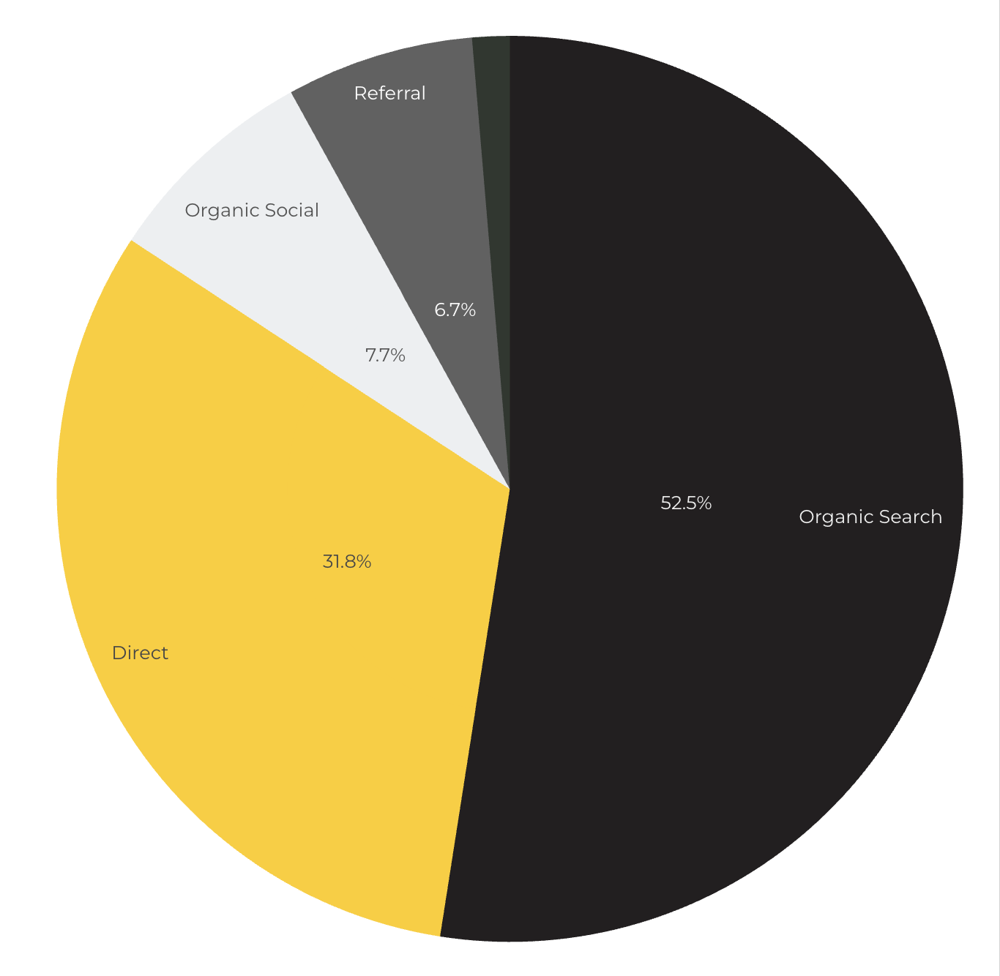 Referral
Organic Social
6.7%
7.7%
52.5%
Organic Search
31.8%
Direct